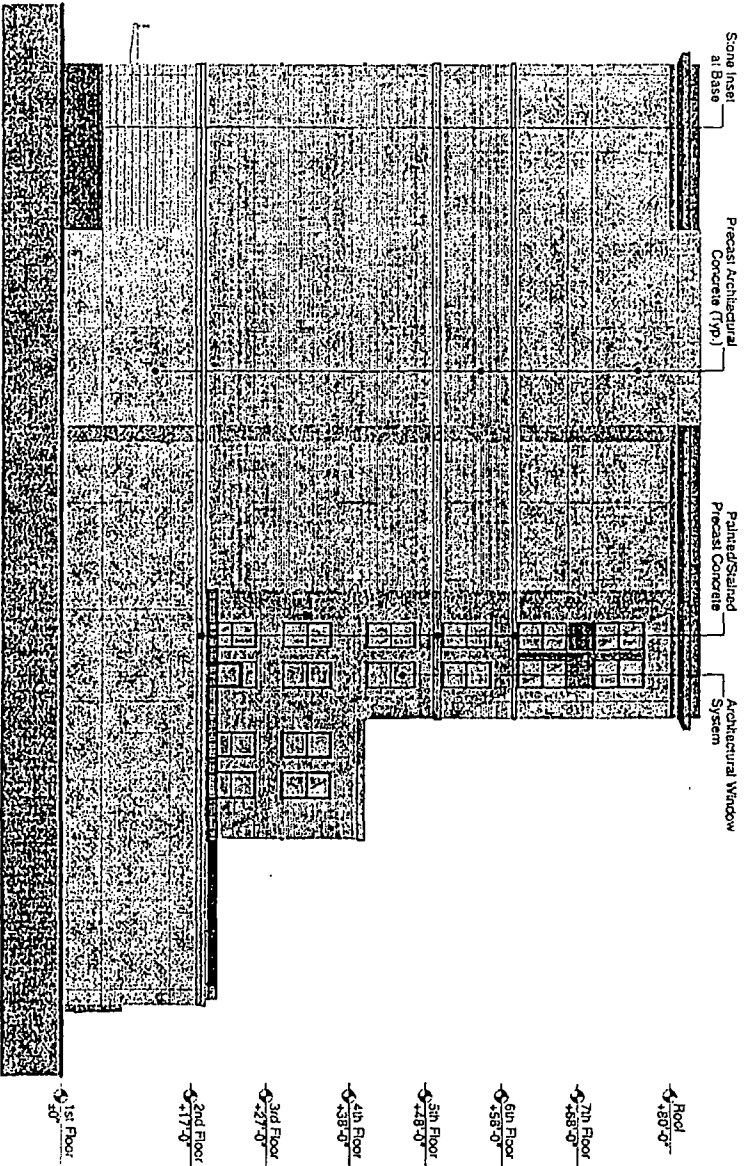 Stone Inset
at Base
Precast Architectural
Concrete (Typ.)
Painted/Stained
Precast Concrete
Architectural Window
System
Roof
+80'-0"
7th Floor
+68'-0"
6th Floor
+58'-0"
5th Floor
+48'-0"
4th Floor
+38'-0"
3rd Floor
+27'-0"
2nd Floor
+17'-0"
1st Floor
±0"